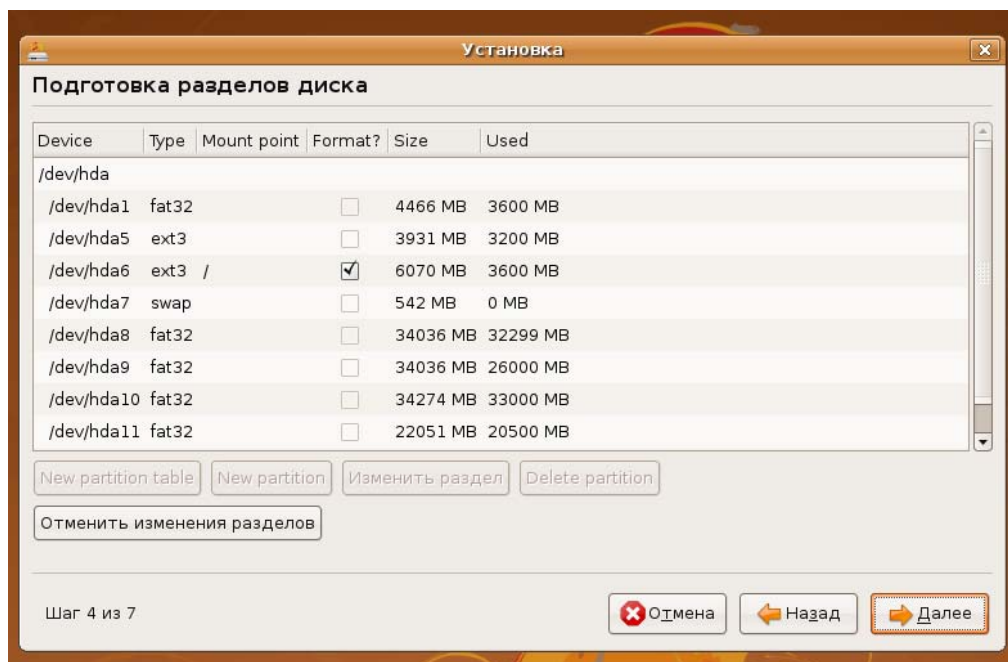 Установка
Подготовка разделов диска
Device Type Mount point Format? Size Used
/dev/hda
/dev/hda1 fat32 4466 MB 3600 MB
/dev/hda5 ext3 3931 MB 3200 MB
/dev/hda6 ext3 / 6070 MB 3600 MB
/dev/hda7 swap 542 MB 0 MB
/dev/hda8 fat32 34036 MB 32299 MB
/dev/hda9 fat32 34036 MB 26000 MB
/dev/hda10 fat32 34274 MB 33000 MB
/dev/hda11 fat32 22051 MB 20500 MB
New partition table New partition Изменить раздел Delete partition
Отменить изменения разделов
Шаг 4 из 7 Отмена Назад Далее